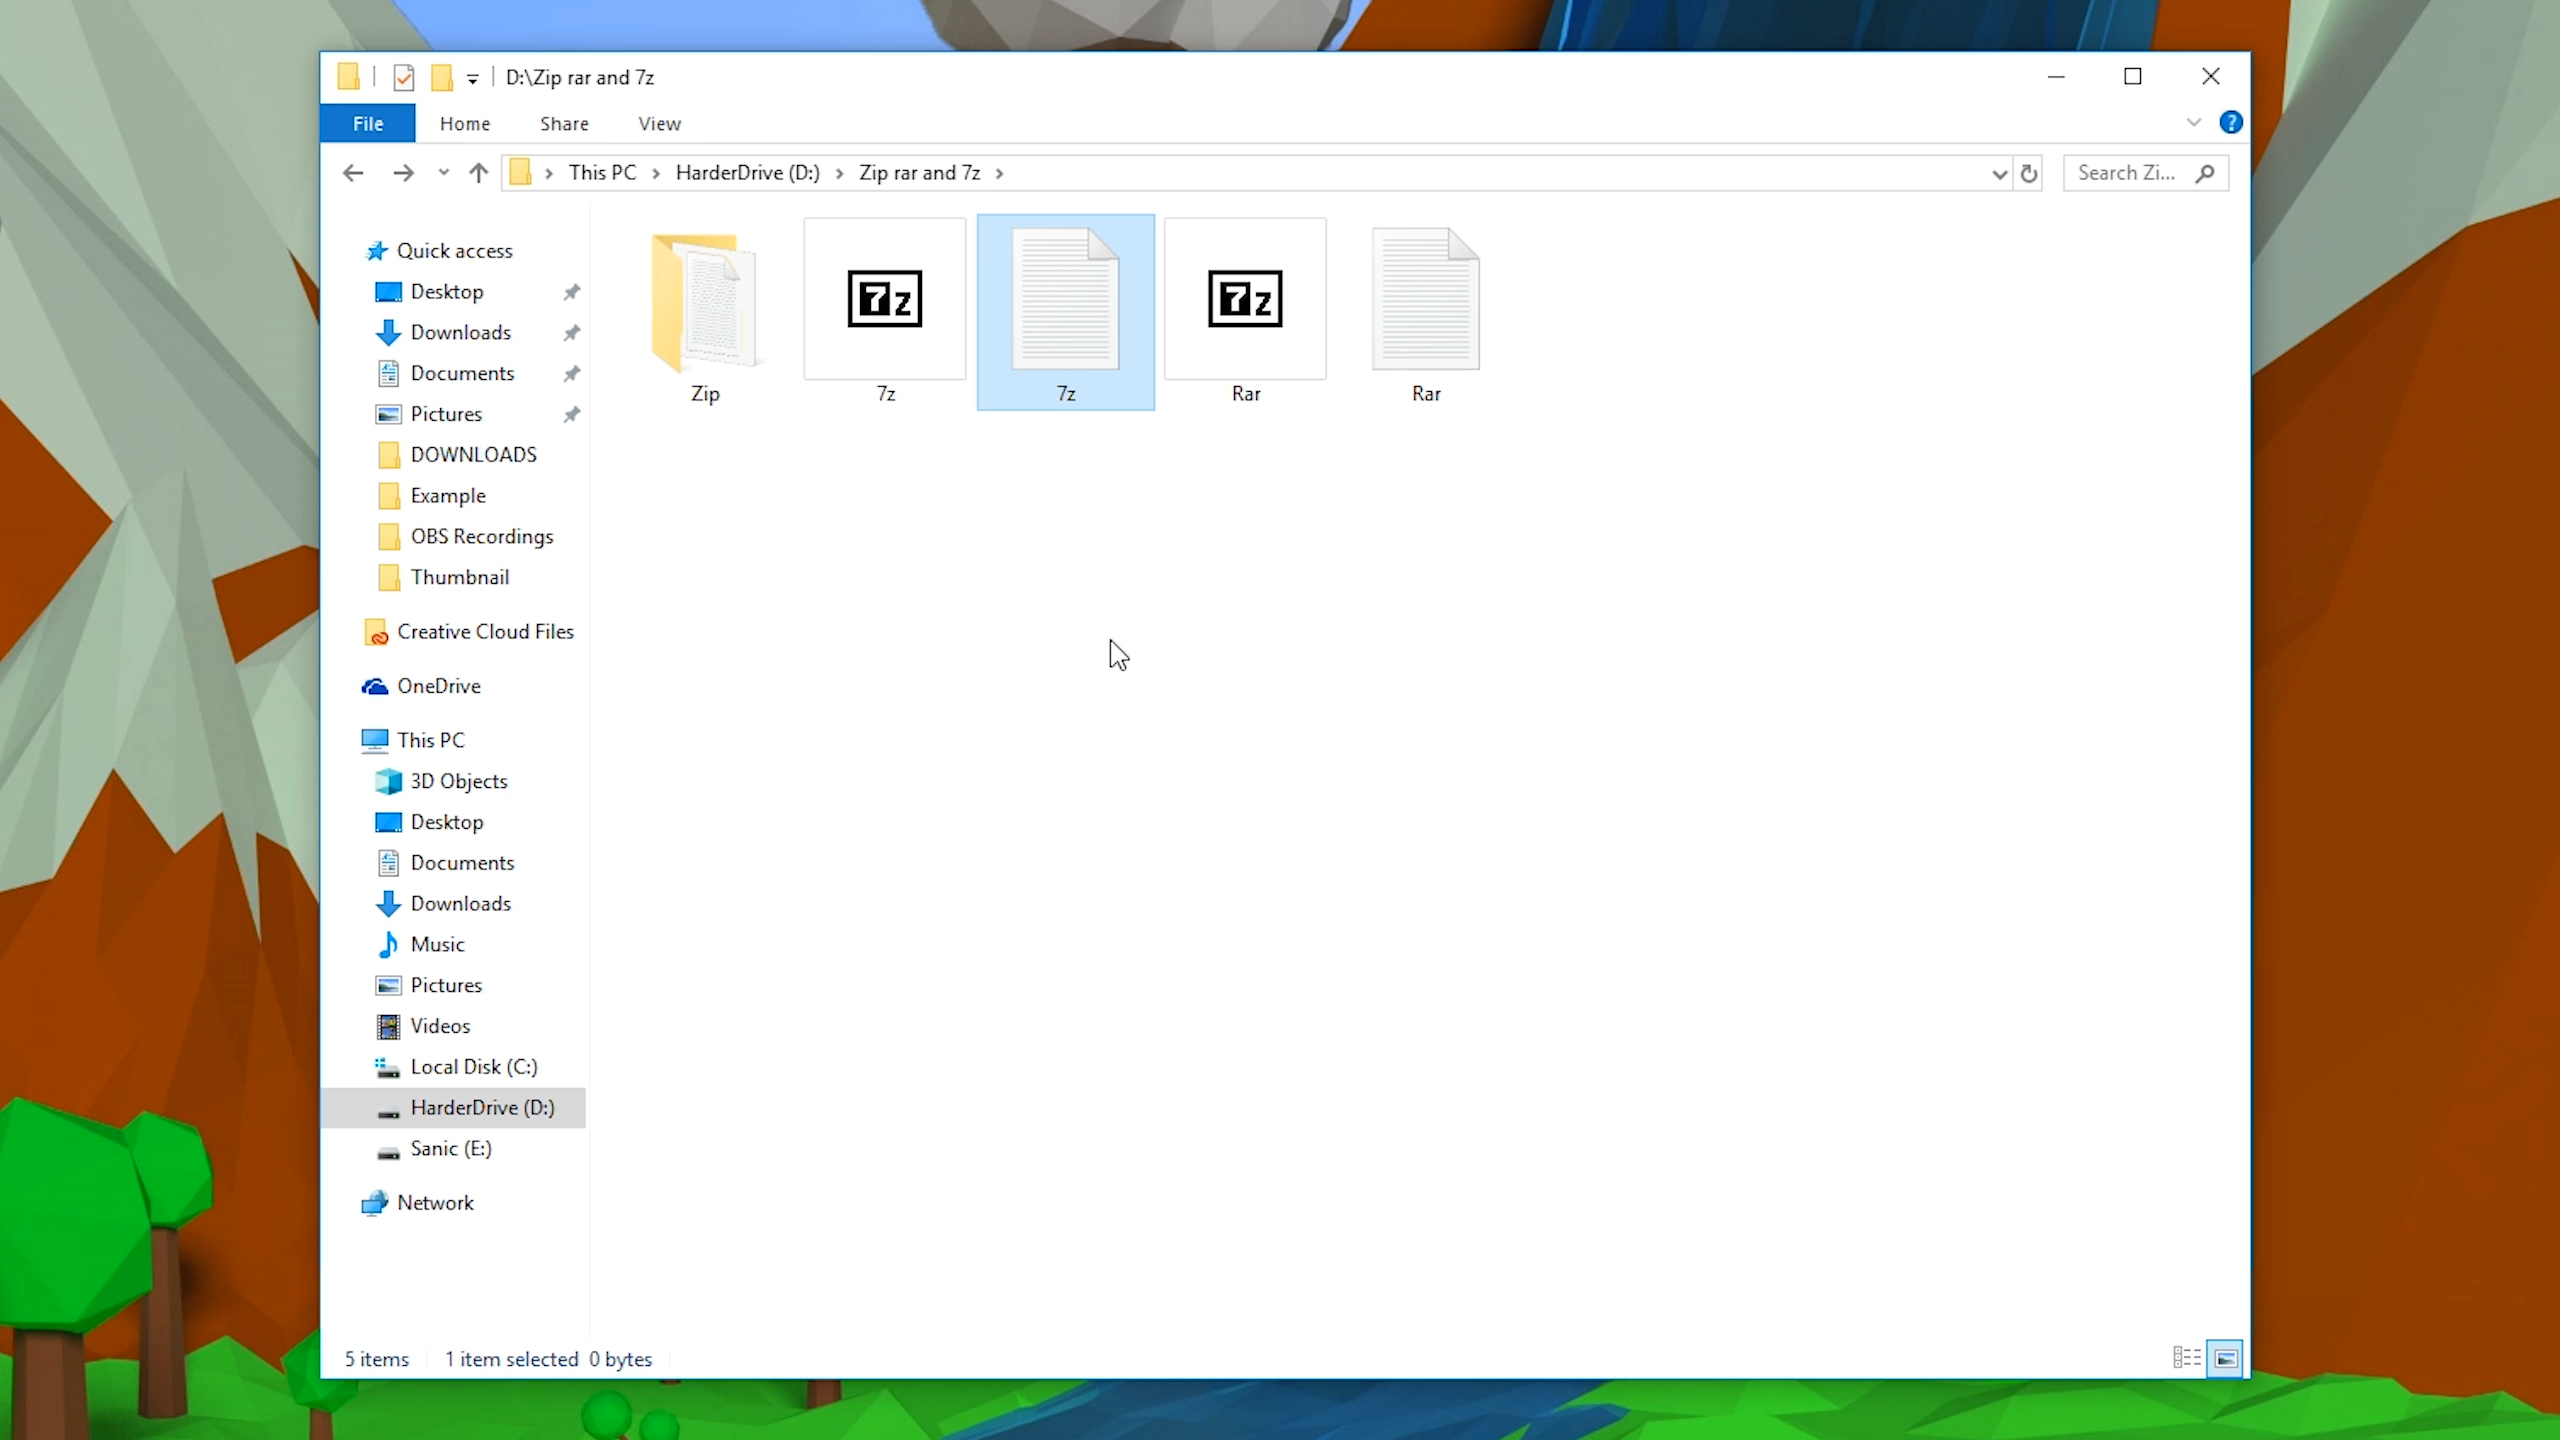 D:\Zip rar and 7z
File Home Share View
This PC HarderDrive (D:) Zip rar and 7z
Search Zi...
Quick access
Desktop
Downloads
Documents
Pictures
DOWNLOADS
Example
OBS Recordings
Thumbnail
Creative Cloud Files
OneDrive
This PC
3D Objects
Desktop
Documents
Downloads
Music
Pictures
Videos
Local Disk (C:)
HarderDrive (D:)
Sanic (E:)
Network
7z 7z
Zip 7z 7z Rar Rar
5 items 1 item selected 0 bytes